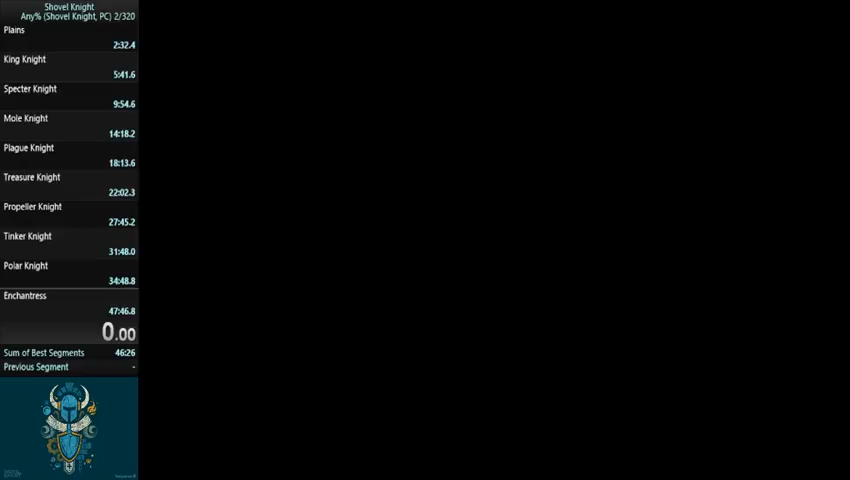 Shovel Knight
Any% (Shovel Knight, PC) 2/320
Plains
2:32.4
King Knight
5:41.6
Specter Knight
9:54.6
Mole Knight
14:18.2
Plague Knight
18:13.6
Treasure Knight
22:02.3
Propeller Knight
27:45.2
Tinker Knight
31:48.0
Polar Knight
34:48.8
Enchantress
47:46.8
0.00
Sum of Best Segments 46:26
Previous Segment -